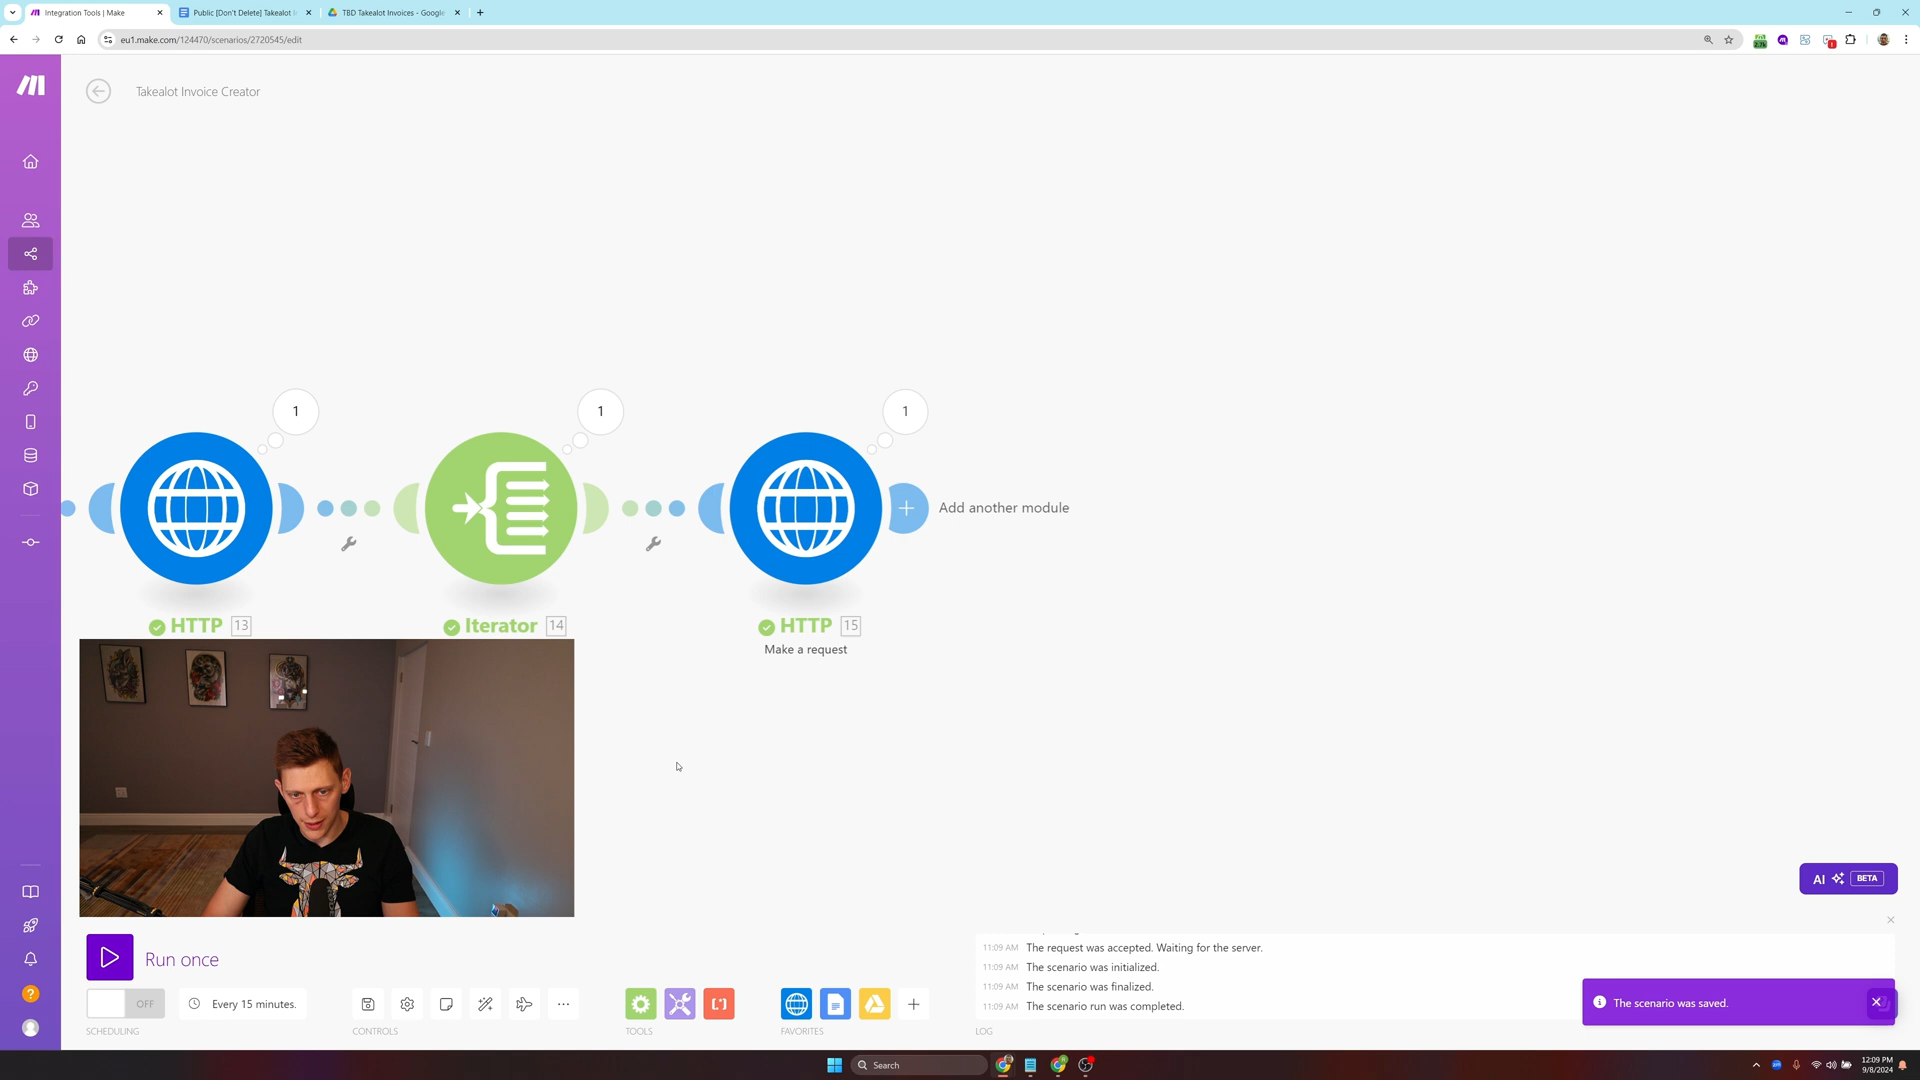 Integration Tools | Make
Public [Don't Delete] Takealot I
TBD Takealot Invoices - Google
eu1.make.com/124470/scenarios/2720545/edit
Takealot Invoice Creator
1
1
1
Add another module
HTTP 13
Iterator 14
HTTP 15
Make a request
AI BETA
Run once
11:09 AM The request was accepted. Waiting for the server.
11:09 AM The scenario was initialized.
11:09 AM The scenario was finalized.
11:09 AM The scenario run was completed.
The scenario was saved.
OFF
Every 15 minutes.
SCHEDULING
CONTROLS
TOOLS
FAVORITES
LOG
Search
12:09 PM
9/8/2024